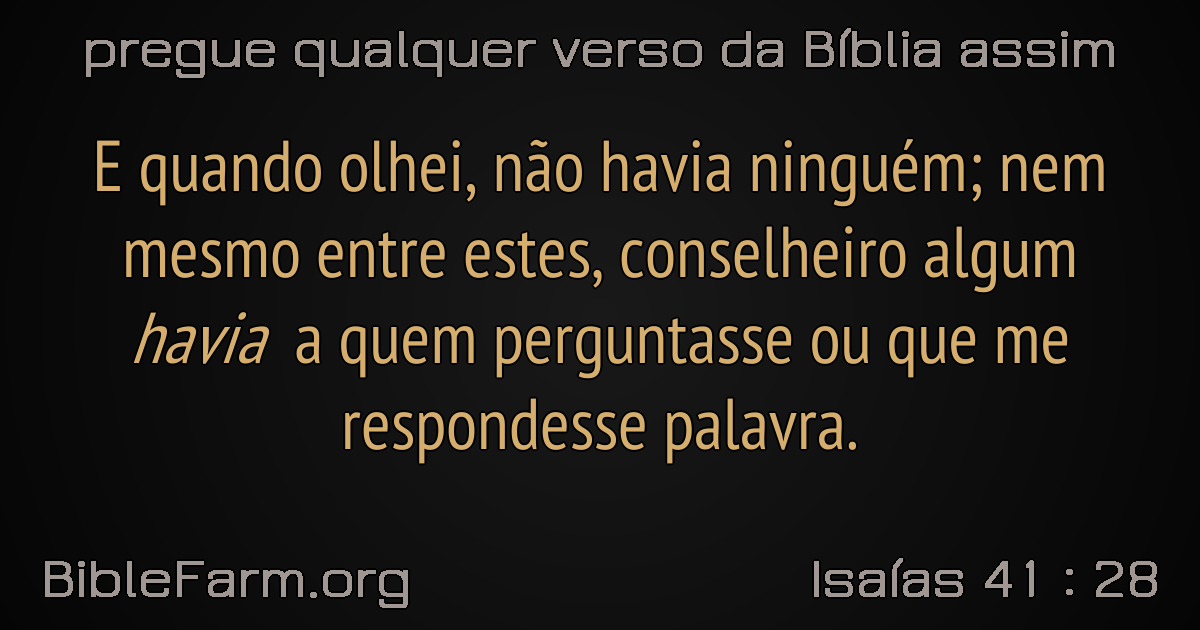 pregue qualquer verso da Bíblia assim
E quando olhei, não havia ninguém; nem
mesmo entre estes, conselheiro algum
havia a quem perguntasse ou que me
respondesse palavra.
BibleFarm.org
Isaías 41 : 28